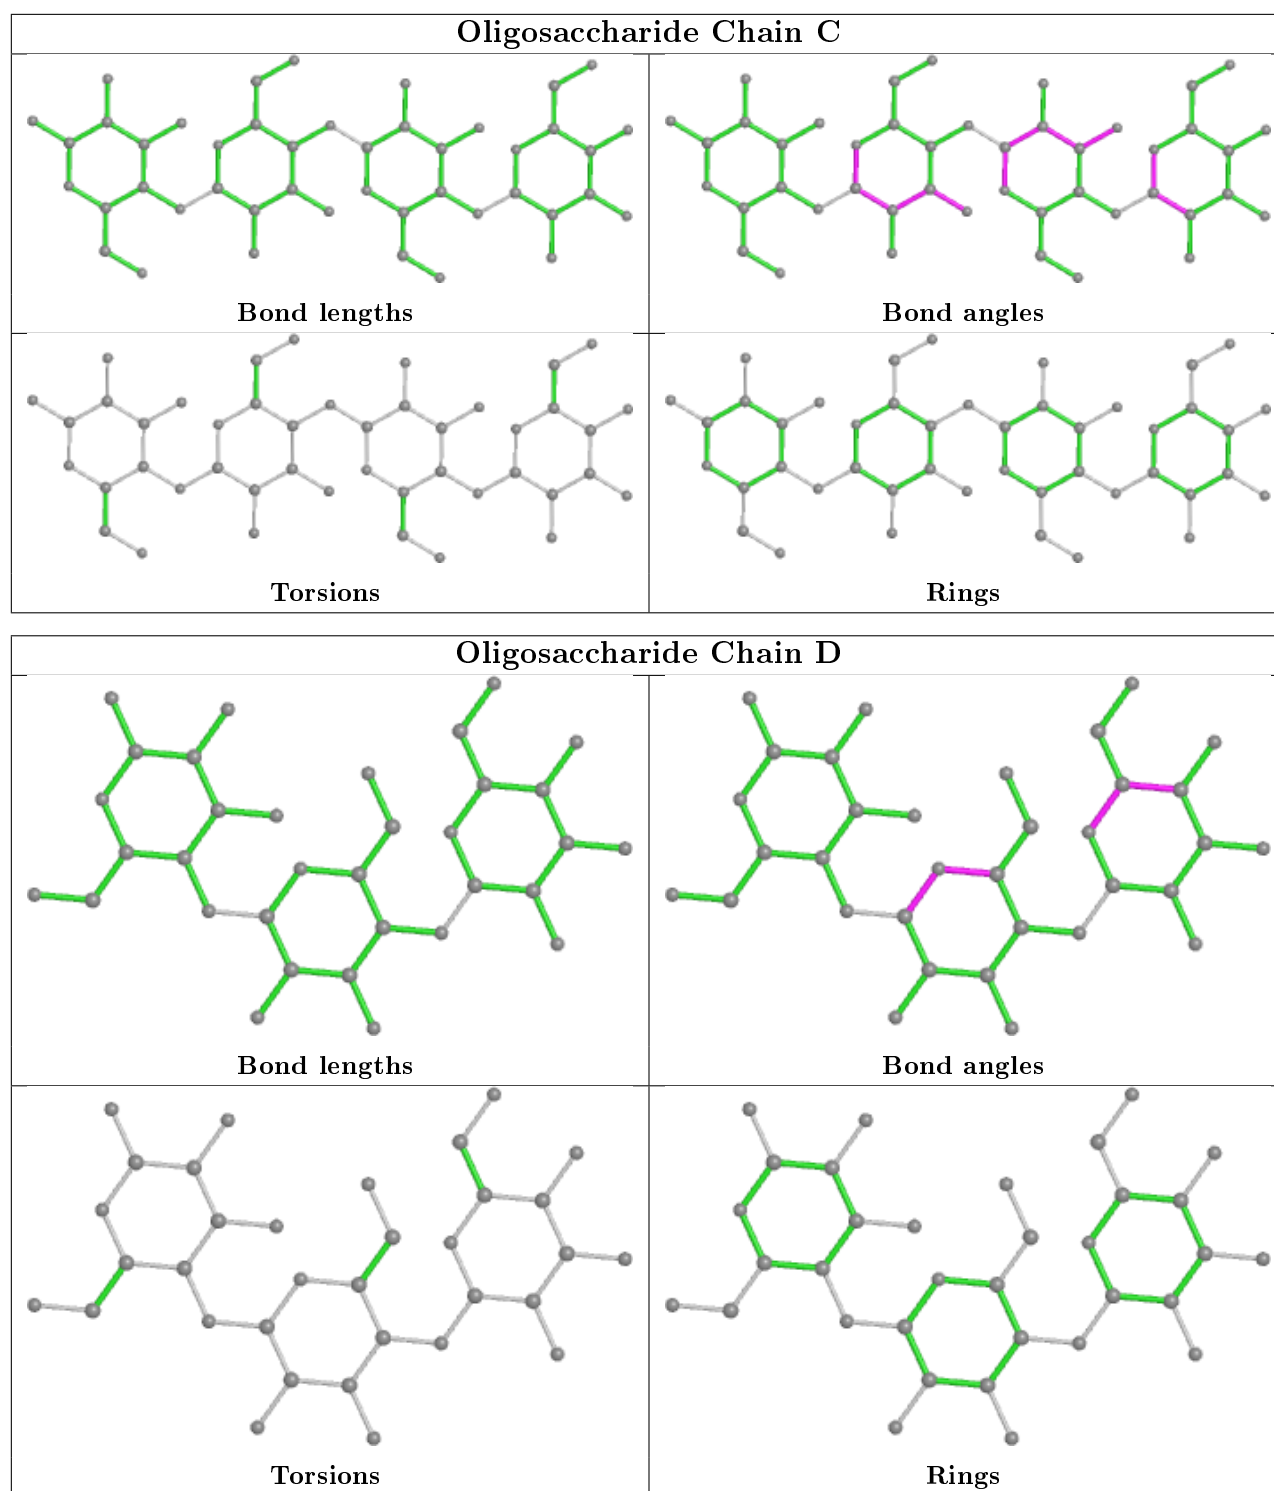 Oligosaccharide Chain C
Bond lengths
Bond angles
Torsions
Rings
Oligosaccharide Chain D
Bond lengths
Bond angles
Torsions
Rings